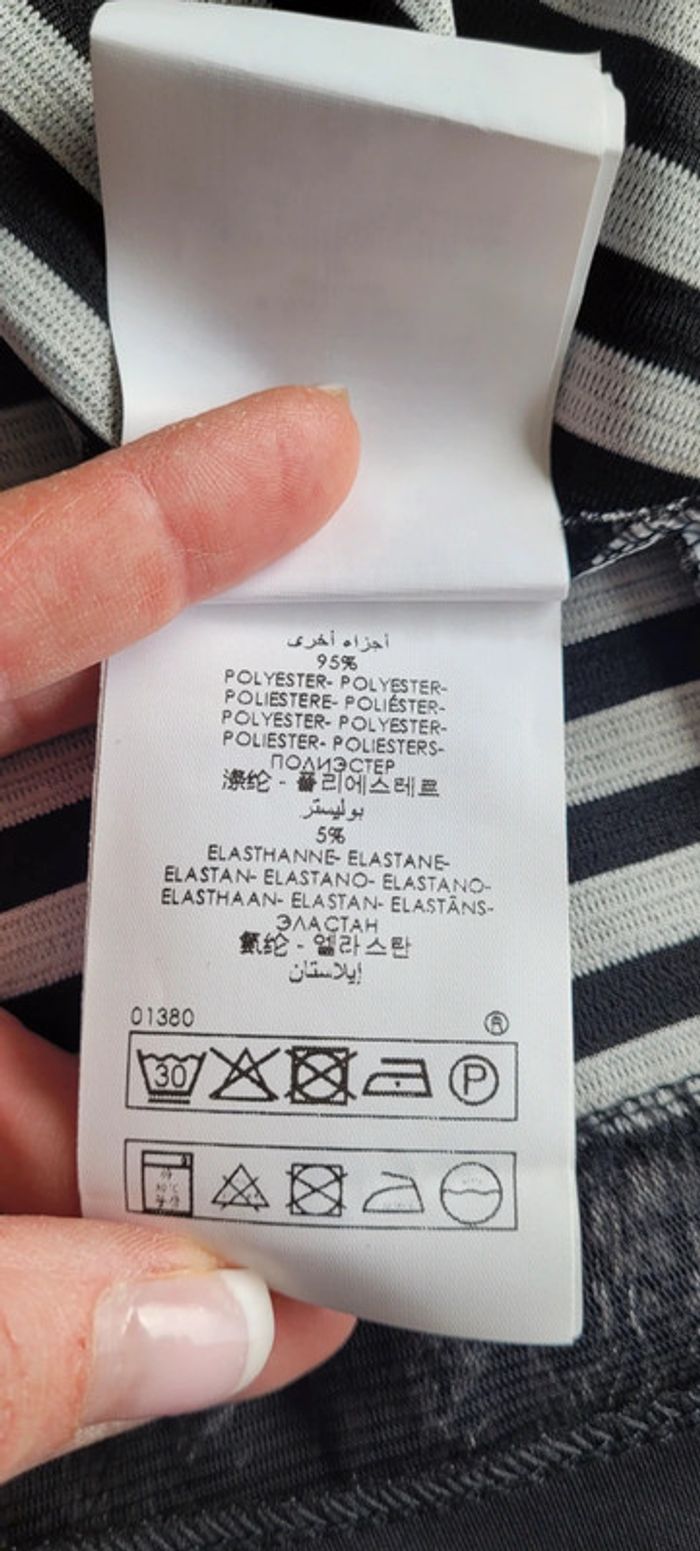 أجزاء أخرى
95%
POLYESTER- POLYESTER-
POLIESTERE- POLIÉSTER-
POLYESTER- POLYESTER-
POLIESTER- POLIESTERS-
ПОЛИЭСТЕР
涤纶 - 폴리에스테르
بوليستر
5%
ELASTHANNE- ELASTANE-
ELASTAN- ELASTANO- ELASTANO-
ELASTHAAN- ELASTAN- ELASTĀNS-
ЭЛАСТАН
氨纶 - 엘라스탄
إيلاستان
01380 ®
30 P